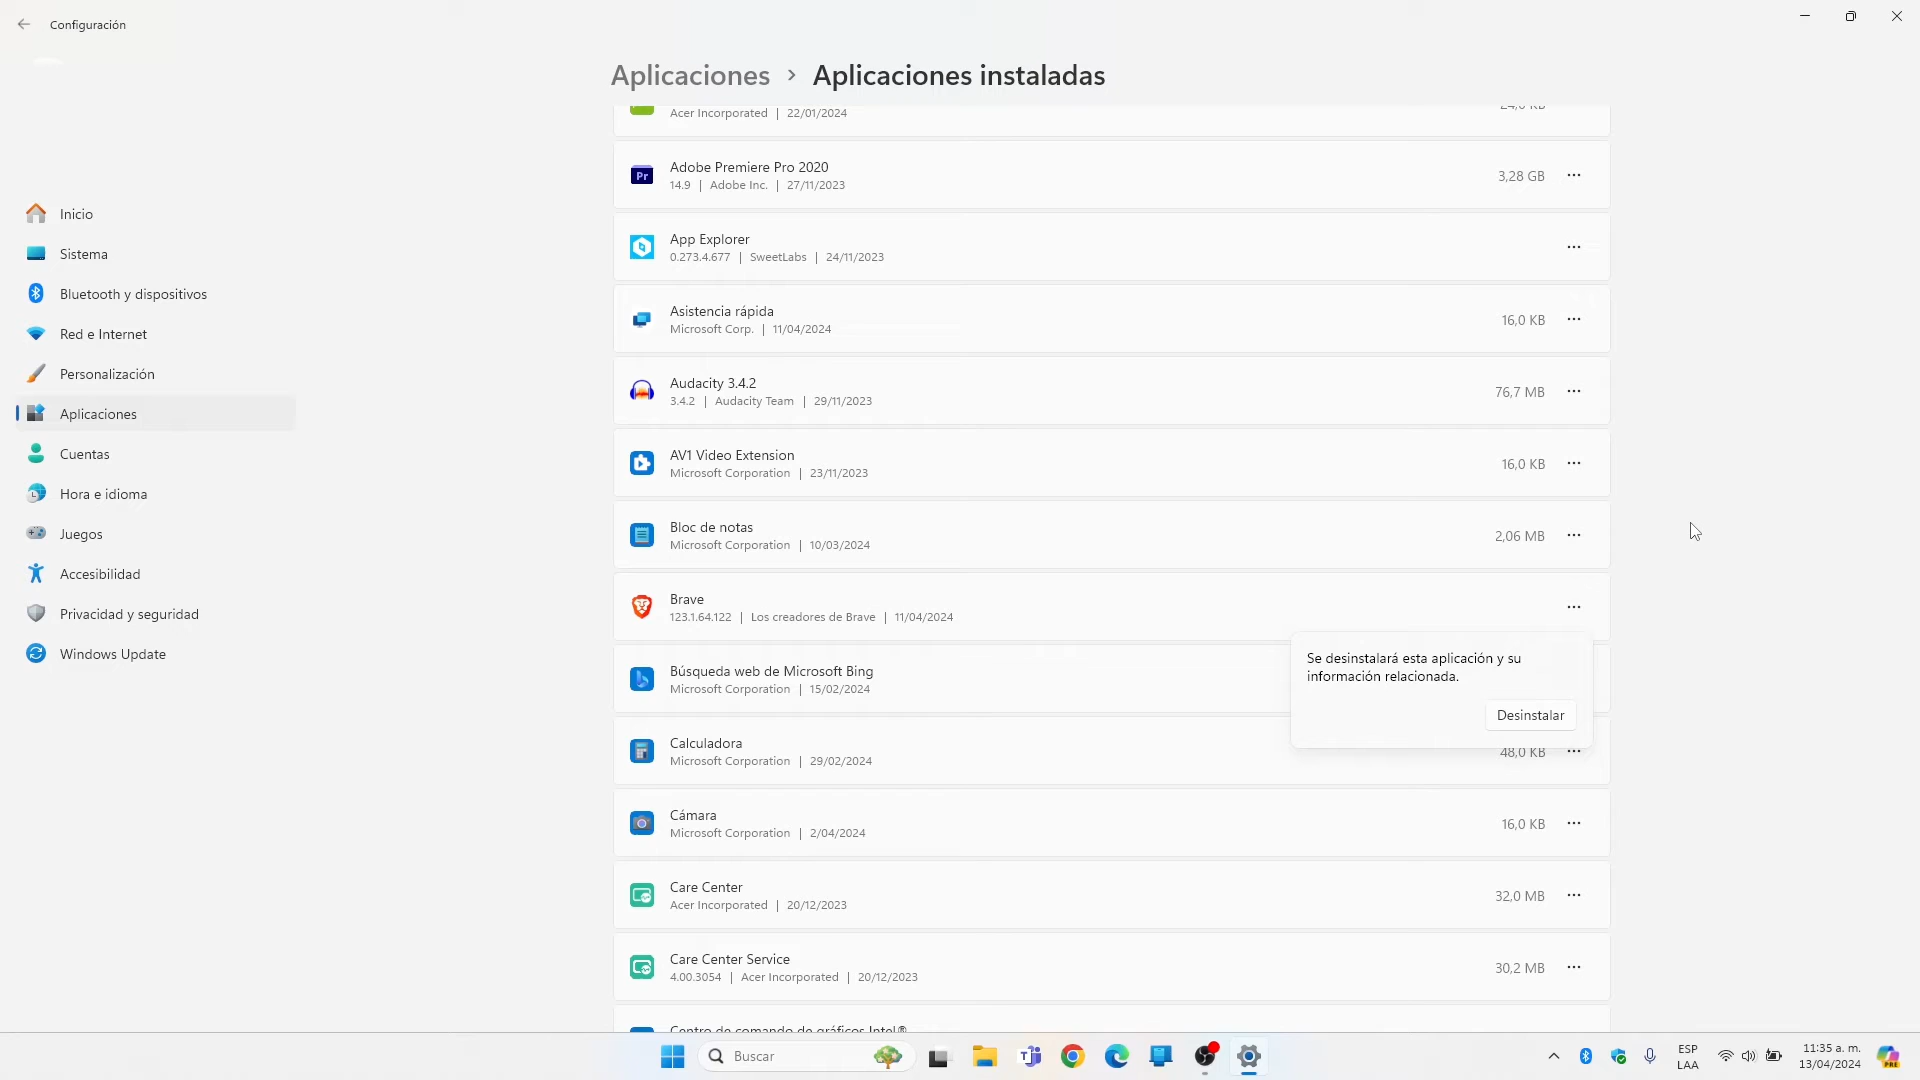 Configuración
Aplicaciones > Aplicaciones instaladas
Inicio
Sistema
Bluetooth y dispositivos
Red e Internet
Personalización
Aplicaciones
Cuentas
Hora e idioma
Juegos
Accesibilidad
Privacidad y seguridad
Windows Update
Acer Incorporated | 22/01/2024
Adobe Premiere Pro 2020
14.9 | Adobe Inc. | 27/11/2023
3,28 GB
App Explorer
0.273.4.677 | SweetLabs | 24/11/2023
Asistencia rápida
Microsoft Corp. | 11/04/2024
16,0 KB
Audacity 3.4.2
3.4.2 | Audacity Team | 29/11/2023
76,7 MB
AV1 Video Extension
Microsoft Corporation | 23/11/2023
16,0 KB
Bloc de notas
Microsoft Corporation | 10/03/2024
2,06 MB
Brave
123.1.64.122 | Los creadores de Brave | 11/04/2024
Se desinstalará esta aplicación y su
información relacionada.
Desinstalar
Búsqueda web de Microsoft Bing
Microsoft Corporation | 15/02/2024
Calculadora
Microsoft Corporation | 29/02/2024
48,0 KB
Cámara
Microsoft Corporation | 2/04/2024
16,0 KB
Care Center
Acer Incorporated | 20/12/2023
32,0 MB
Care Center Service
4.00.3054 | Acer Incorporated | 20/12/2023
30,2 MB
Centro de comando de gráficos Intel®
Pr
Buscar
ESP
LAA
11:35 a. m.
13/04/2024
PRE